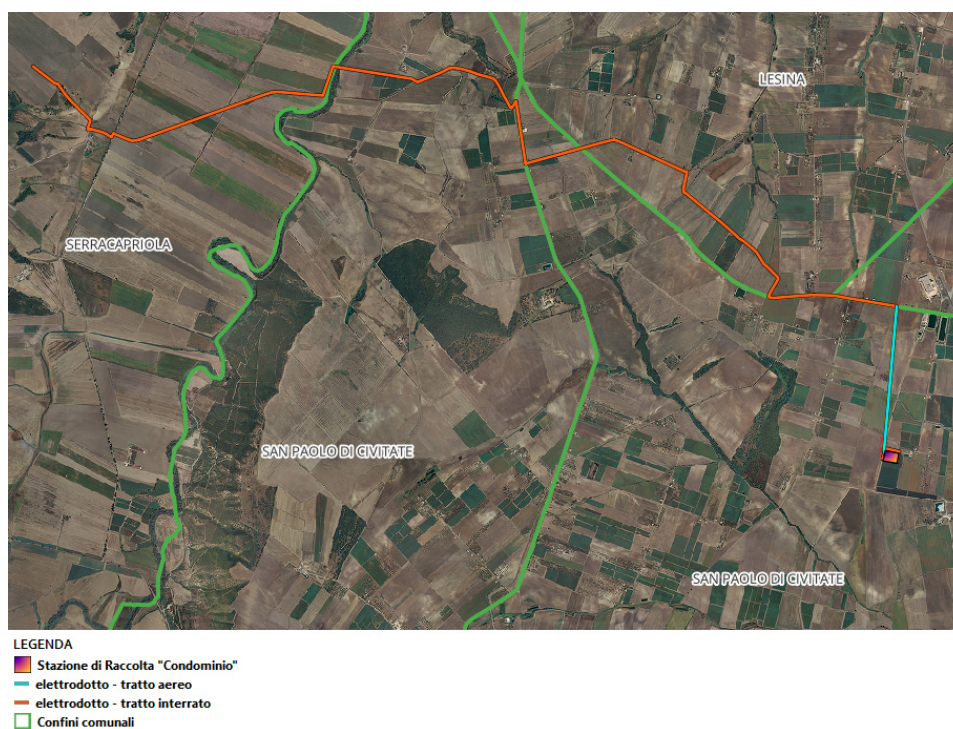 LESINA
SERRACAPRIOLA
SAN PAOLO DI CIVITATE
SAN PAOLO DI CIVITATE
LEGENDA
Stazione di Raccolta "Condominio"
elettrodotto - tratto aereo
elettrodotto - tratto interrato
Confini comunali